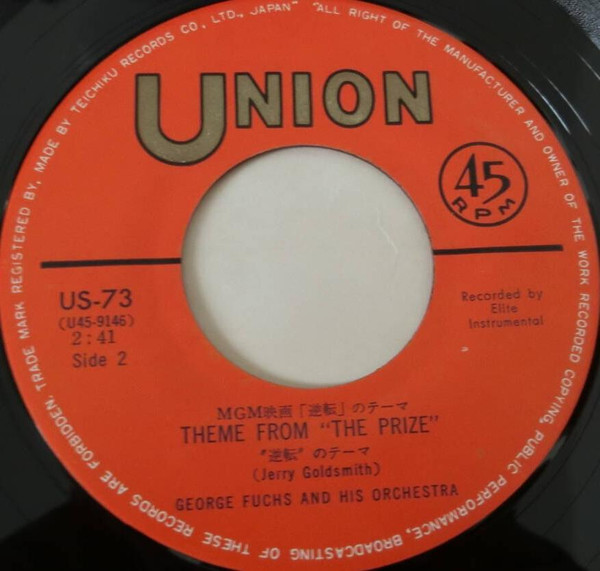 TRADE MARK REGISTERED BY, MADE BY TEICHIKU RECORDS CO., LTD., JAPAN" "ALL RIGHT OF THE MANUFACTURER AND OWNER OF THE WORK RECORDED COPYING, PUBLIC PERFORMANCE, BROADCASTING OF THESE RECORDS ARE FORBIDDEN.
UNION
45
RPM
US-73
(U45-9146)
2:41
Side 2
Recorded by
Elite
Instrumental
MGM映画「逆転」のテーマ
THEME FROM "THE PRIZE"
"逆転"のテーマ
(Jerry Goldsmith)
GEORGE FUCHS AND HIS ORCHESTRA